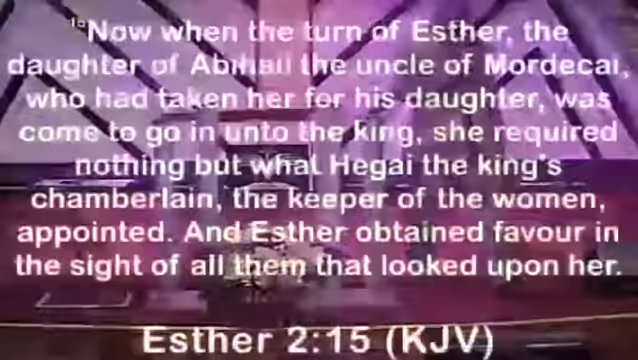 ¹⁵Now when the turn of Esther, the
daughter of Abihail the uncle of Mordecai,
who had taken her for his daughter, was
come to go in unto the king, she required
nothing but what Hegai the king's
chamberlain, the keeper of the women,
appointed. And Esther obtained favour in
the sight of all them that looked upon her.
Esther 2:15 (KJV)